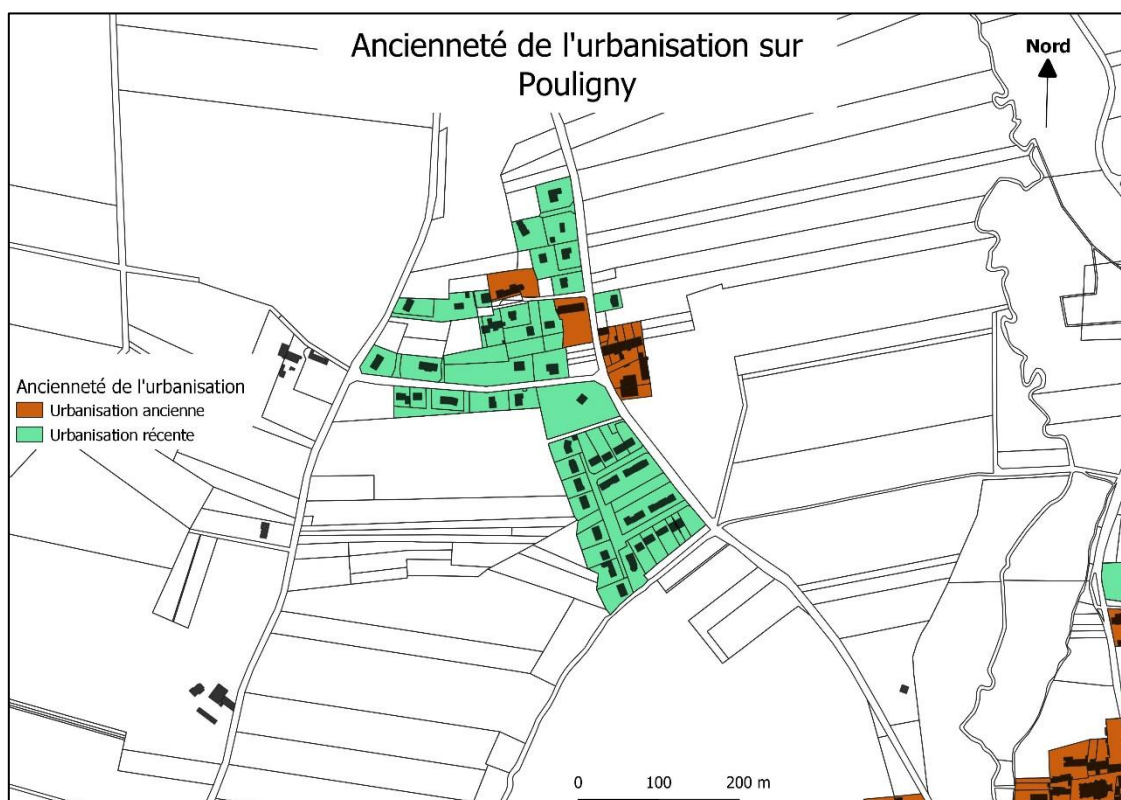 Ancienneté de l'urbanisation sur
Pouligny
Nord
Ancienneté de l'urbanisation
Urbanisation ancienne
Urbanisation récente
0 100 200 m